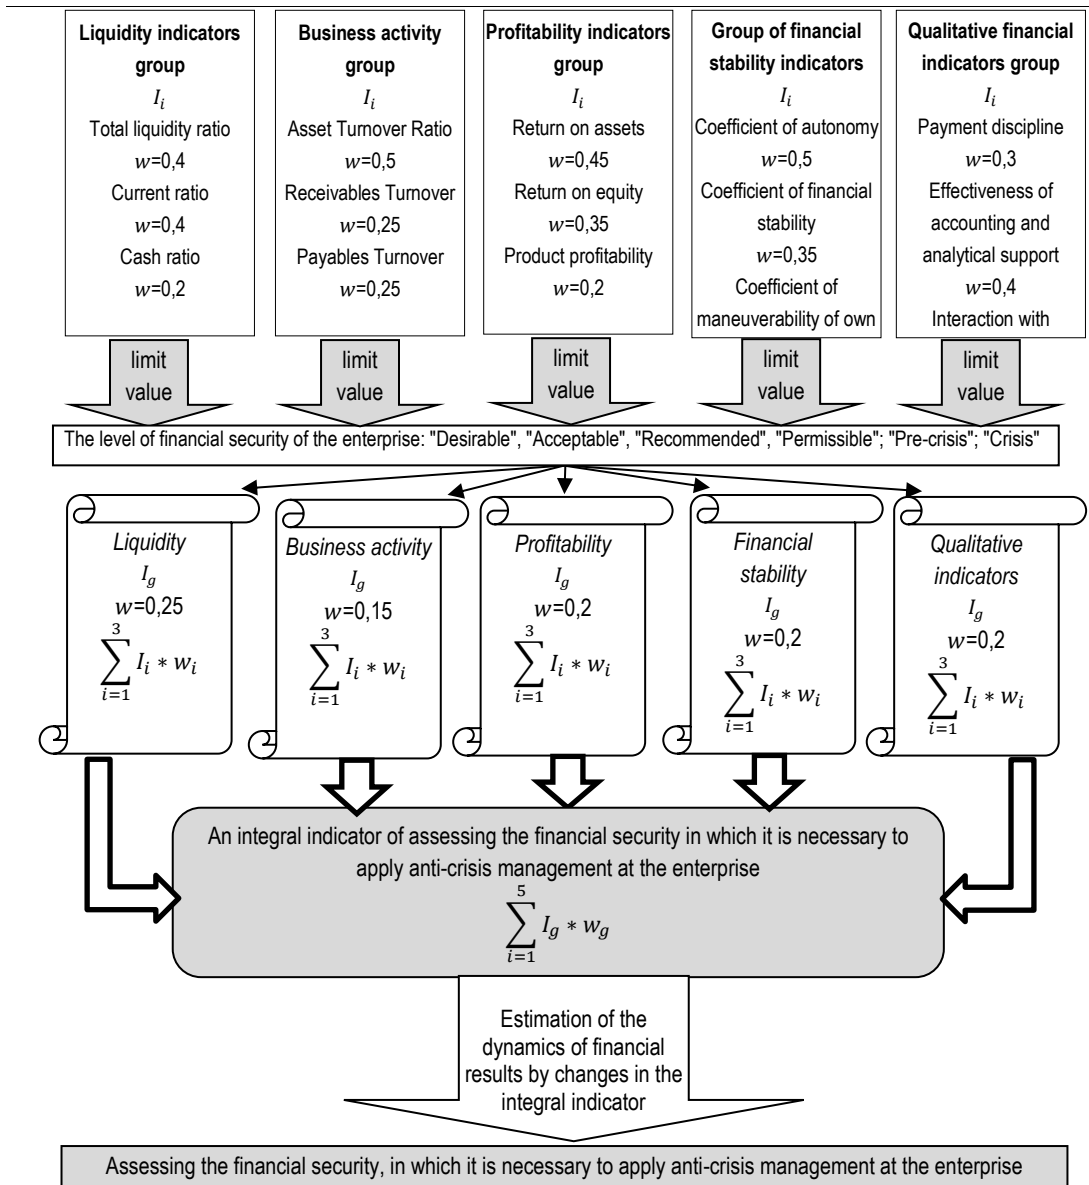 Liquidity indicators
group
I_i
Total liquidity ratio
w=0,4
Current ratio
w=0,4
Cash ratio
w=0,2
Business activity
group
I_i
Asset Turnover Ratio
w=0,5
Receivables Turnover
w=0,25
Payables Turnover
w=0,25
Profitability indicators
group
I_i
Return on assets
w=0,45
Return on equity
w=0,35
Product profitability
w=0,2
Group of financial
stability indicators
I_i
Coefficient of autonomy
w=0,5
Coefficient of financial
stability
w=0,35
Coefficient of
maneuverability of own
Qualitative financial
indicators group
I_i
Payment discipline
w=0,3
Effectiveness of
accounting and
analytical support
w=0,4
Interaction with
limit
value
limit
value
limit
value
limit
value
limit
value
The level of financial security of the enterprise: "Desirable", "Acceptable", "Recommended", "Permissible"; "Pre-crisis"; "Crisis"
Liquidity
I_g
w=0,25
3
∑ I_i * w_i
i=1
Business activity
I_g
w=0,15
3
∑ I_i * w_i
i=1
Profitability
I_g
w=0,2
3
∑ I_i * w_i
i=1
Financial
stability
I_g
w=0,2
3
∑ I_i * w_i
i=1
Qualitative
indicators
I_g
w=0,2
3
∑ I_i * w_i
i=1
An integral indicator of assessing the financial security in which it is necessary to
apply anti-crisis management at the enterprise
5
∑ I_g * w_g
i=1
Estimation of the
dynamics of financial
results by changes in the
integral indicator
Assessing the financial security, in which it is necessary to apply anti-crisis management at the enterprise